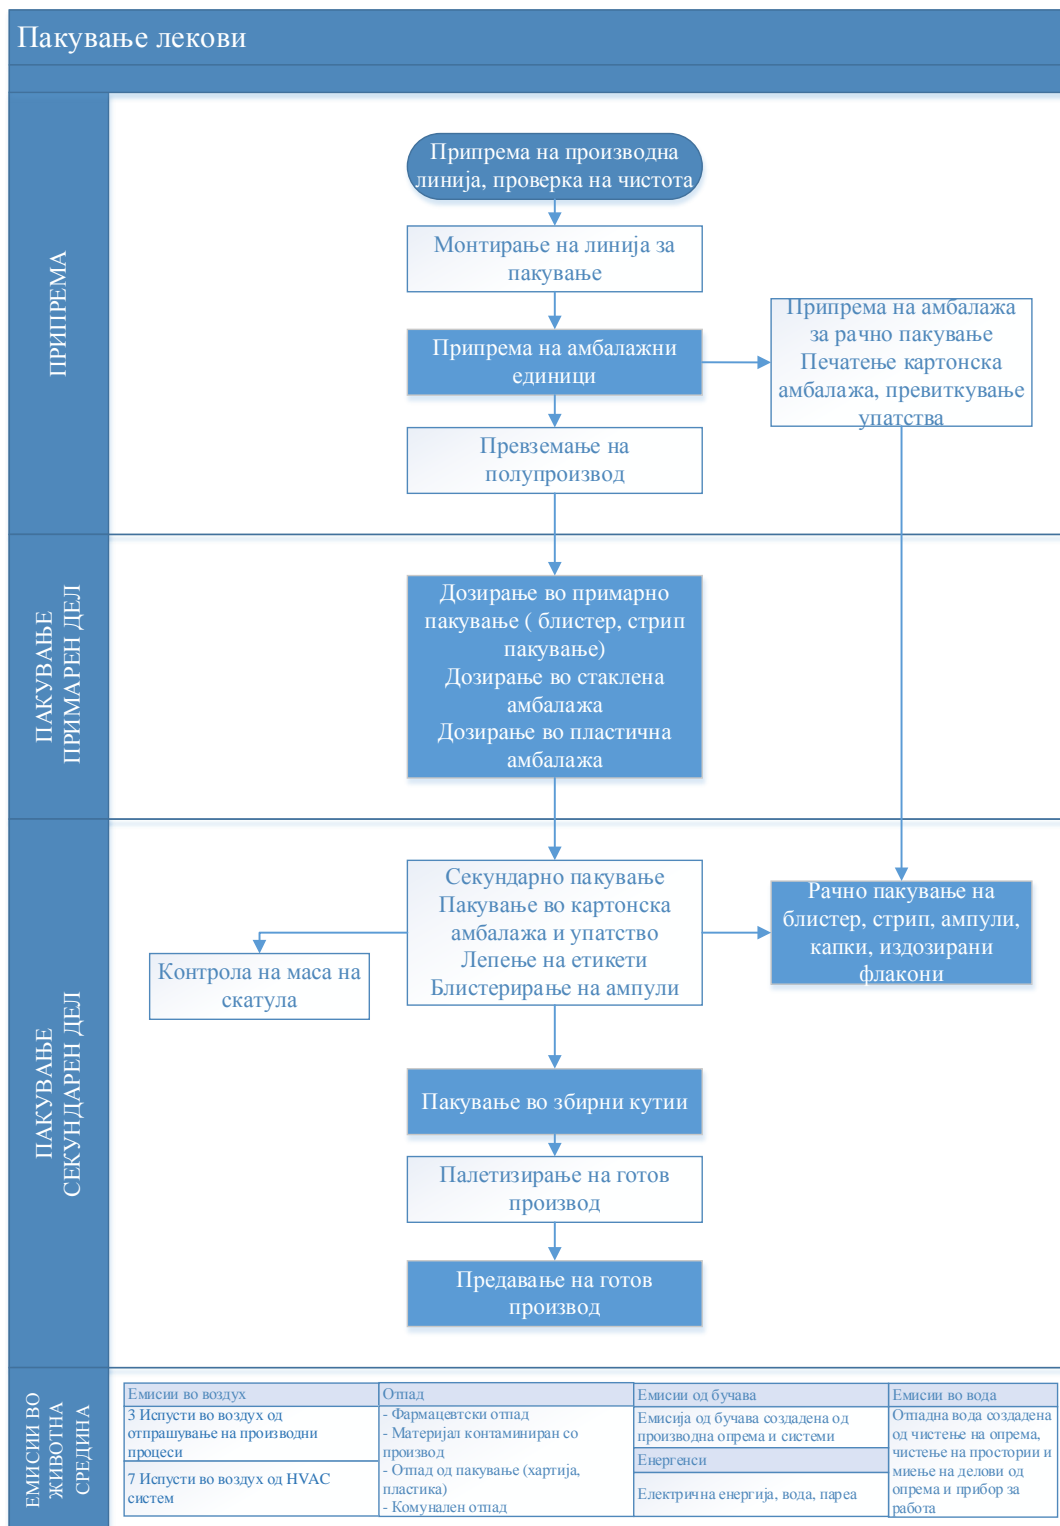 Пакување лекови
ПРИПРЕМА
Припрема на производна
линија, проверка на чистота
Монтирање на линија за
пакување
Припрема на амбалажни
единици
Припрема на амбалажа
за рачно пакување
Печатење картонска
амбалажа, превиткување
упатства
Превземање на
полупроизвод
ПАКУВАЊЕ
ПРИМАРЕН ДЕЛ
Дозирање во примарно
пакување ( блистер, стрип
пакување)
Дозирање во стаклена
амбалажа
Дозирање во пластична
амбалажа
ПАКУВАЊЕ
СЕКУНДАРЕН ДЕЛ
Секундарно пакување
Пакување во картонска
амбалажа и упатство
Лепење на етикети
Блистерирање на ампули
Рачно пакување на
блистер, стрип, ампули,
капки, издозирани
флакони
Контрола на маса на
скатула
Пакување во збирни кутии
Палетизирање на готов
производ
Предавање на готов
производ
ЕМИСИИ ВО
ЖИВОТНА
СРЕДИНА
Емисии во воздух
3 Испусти во воздух од
отпрашување на производни
процеси
7 Испусти во воздух од HVAC
систем
Отпад
- Фармацевтски отпад
- Материјал контаминиран со
производ
- Отпад од пакување (хартија,
пластика)
- Комунален отпад
Емисии од бучава
Емисија од бучава создадена од
производна опрема и системи
Енергенси
Електрична енергија, вода, пареа
Емисии во вода
Отпадна вода создадена
од чистење на опрема,
чистење на простории и
миење на делови од
опрема и прибор за
работа